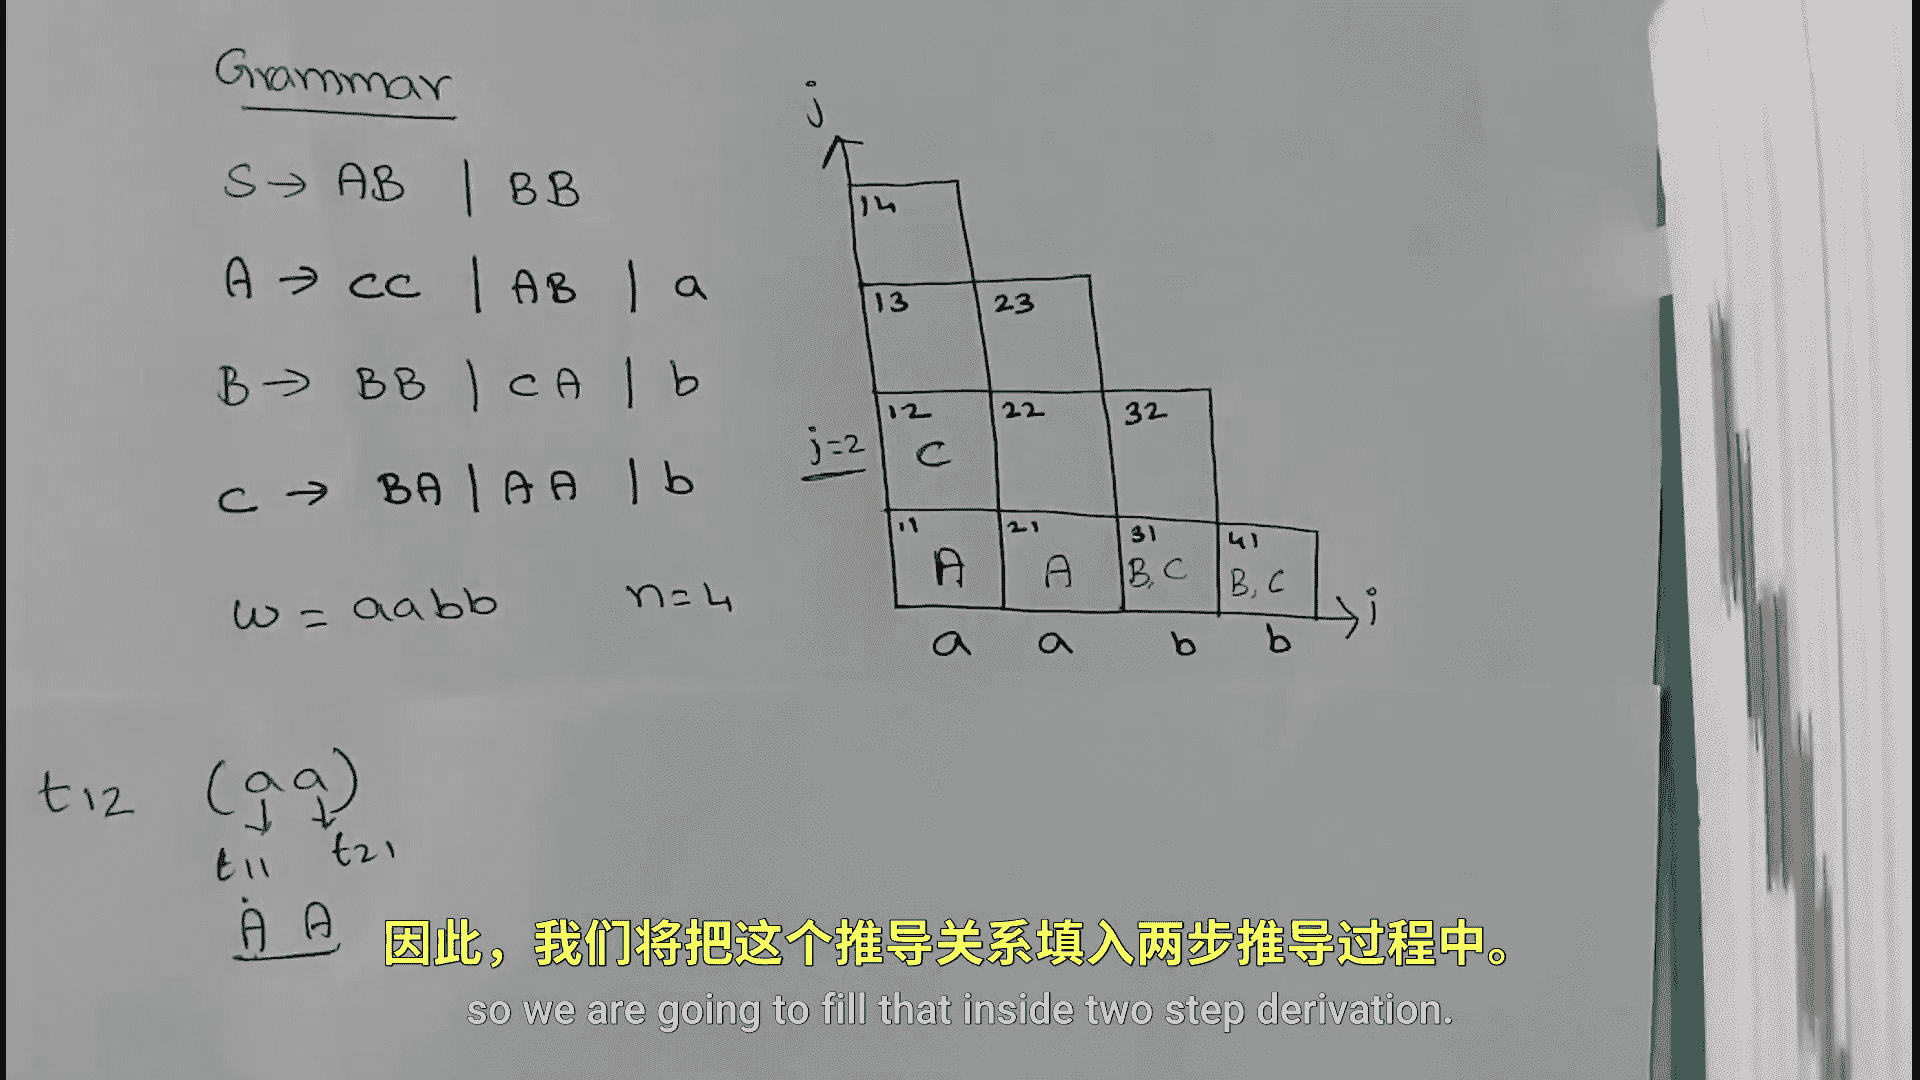 Grammar
S → AB | BB
A → CC | AB | a
B → BB | CA | b
C → BA | AA | b
w = aabb n=4
j
14
13 23
12 22 32
j=2 C
11 21 31 41
A A B,C B,C
i
a a b b
t12 (aa)
t11 t21
A A
因此，我们将把这个推导关系填入两步推导过程中。
so we are going to fill that inside two step derivation.